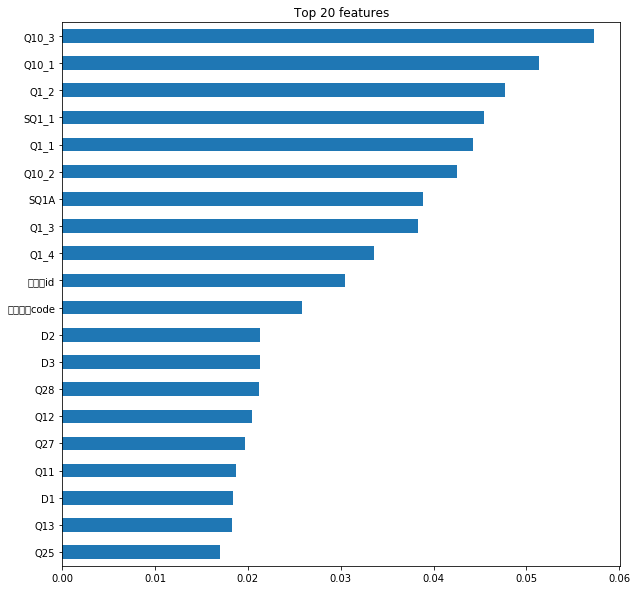 Top 20 features
Q10_3
Q10_1
Q1_2
SQ1_1
Q1_1
Q10_2
SQ1A
Q1_3
Q1_4
id
code
D2
D3
Q28
Q12
Q27
Q11
D1
Q13
Q25
0.00 0.01 0.02 0.03 0.04 0.05 0.06